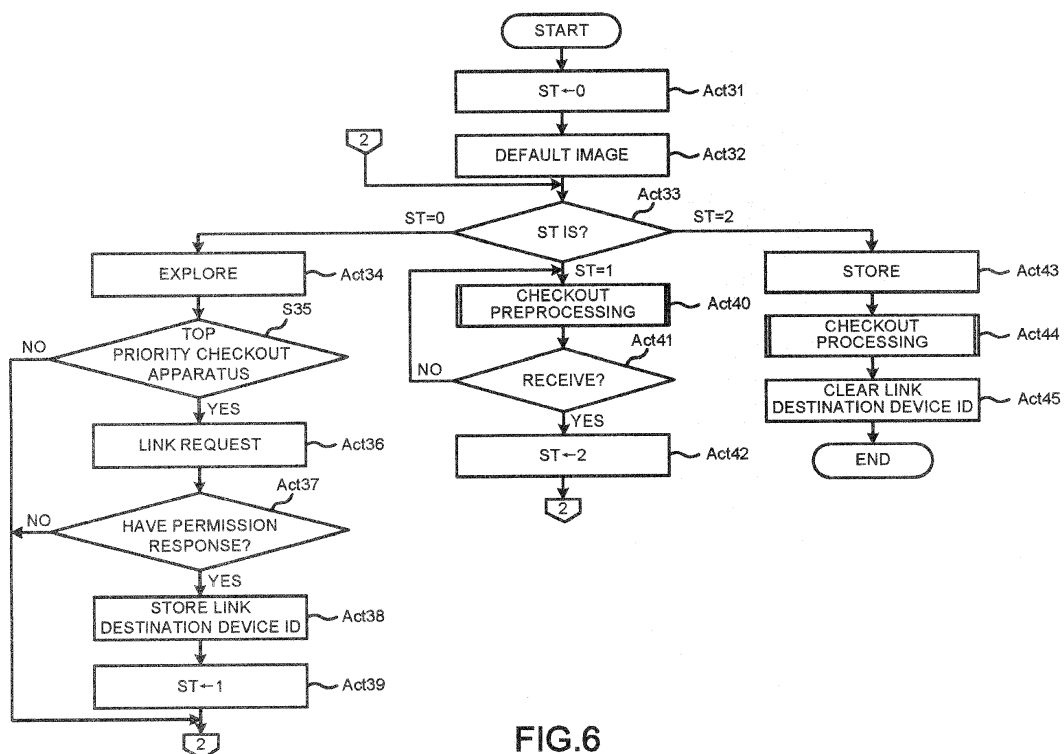 START
ST←0
Act31
2
DEFAULT IMAGE
Act32
Act33
ST=0
ST IS?
ST=2
EXPLORE
Act34
ST=1
STORE
Act43
S35
TOP
PRIORITY CHECKOUT
APPARATUS
NO
YES
CHECKOUT
PREPROCESSING
Act40
CHECKOUT
PROCESSING
Act44
Act41
NO
RECEIVE?
YES
CLEAR LINK
DESTINATION DEVICE ID
Act45
LINK REQUEST
Act36
ST←2
Act42
END
2
Act37
NO
HAVE PERMISSION
RESPONSE?
YES
STORE LINK
DESTINATION DEVICE ID
Act38
ST←1
Act39
2
FIG.6